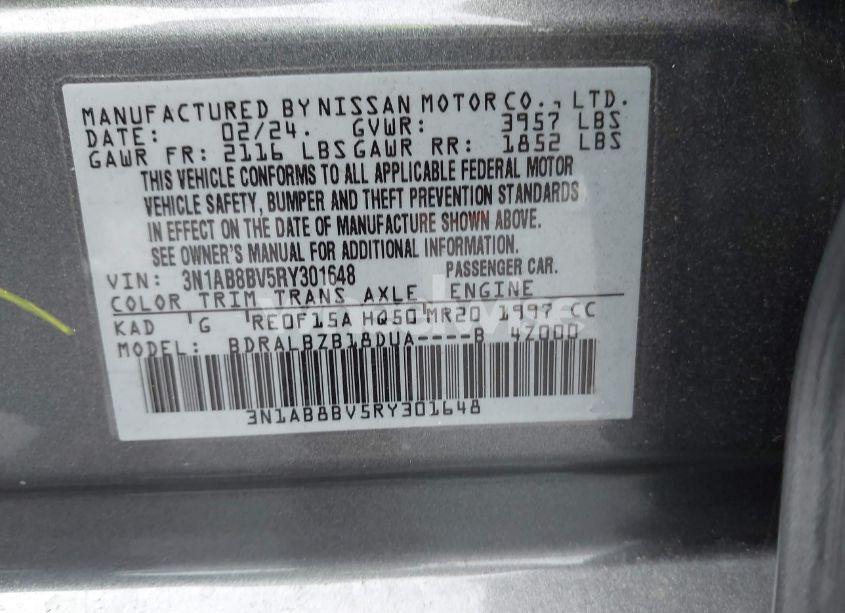 MANUFACTURED BY NISSAN MOTOR CO., LTD.
DATE: 02/24. GVWR: 3957 LBS
GAWR FR: 2116 LBS GAWR RR: 1852 LBS
THIS VEHICLE CONFORMS TO ALL APPLICABLE FEDERAL MOTOR
VEHICLE SAFETY, BUMPER AND THEFT PREVENTION STANDARDS
IN EFFECT ON THE DATE OF MANUFACTURE SHOWN ABOVE.
SEE OWNER'S MANUAL FOR ADDITIONAL INFORMATION.
VIN: 3N1AB8BV5RY301648 PASSENGER CAR.
COLOR TRIM TRANS AXLE ENGINE
KAD G RE0F15A HQ50 MR20 1997 CC
MODEL: BDRALBZB18DUA----B 4Z000
3N1AB8BV5RY301648